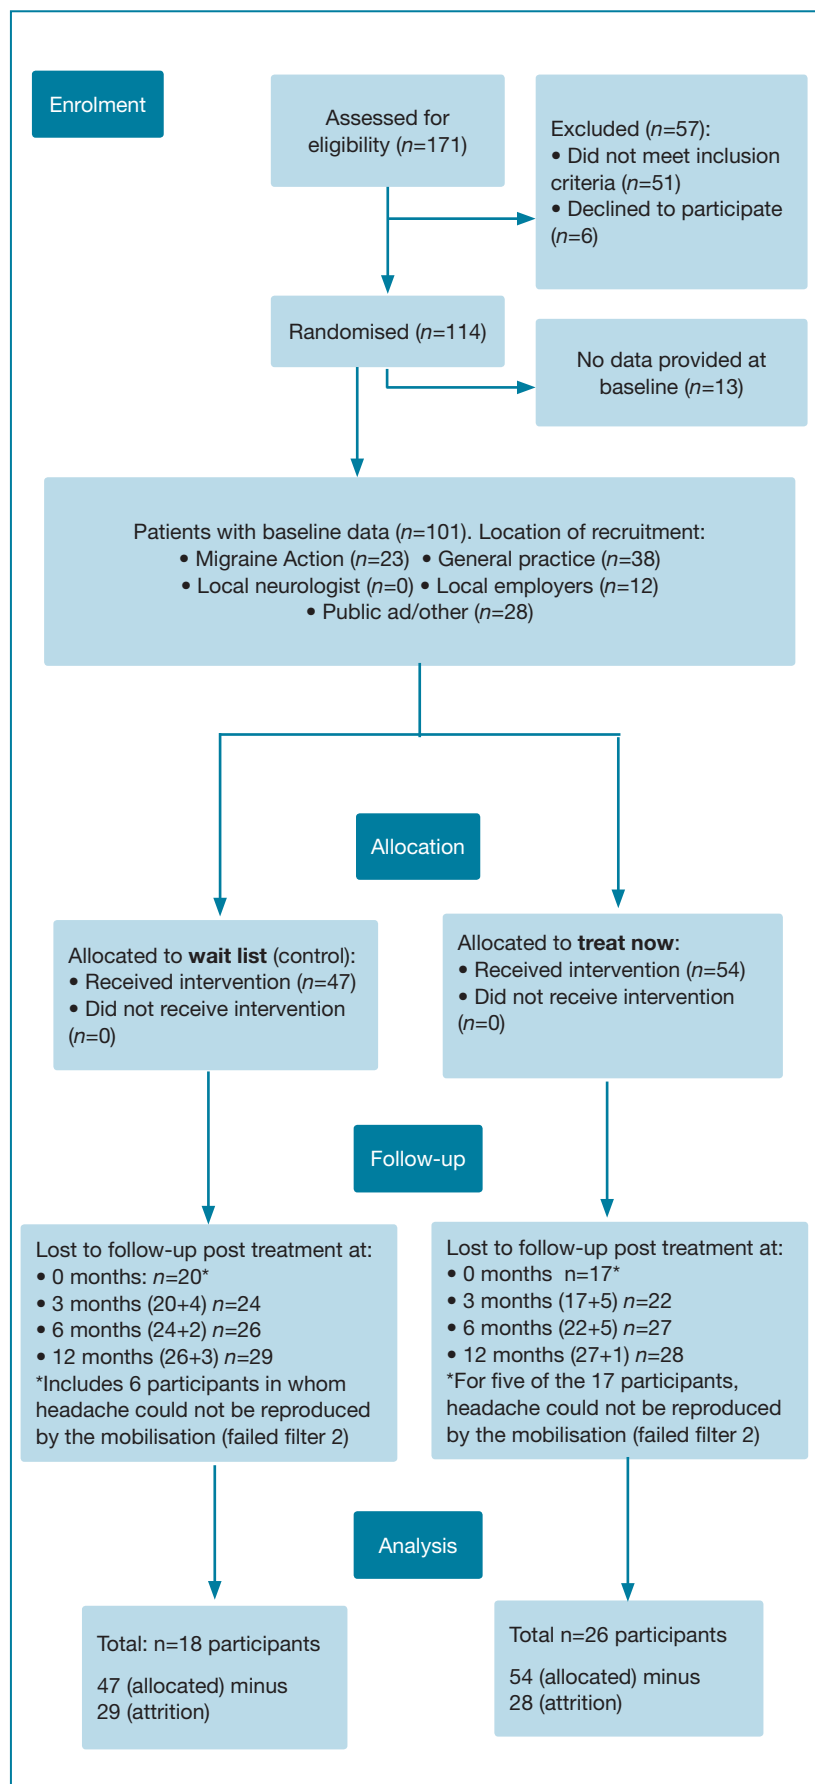 Enrolment
Assessed for
eligibility (n=171)
Excluded (n=57):
• Did not meet inclusion
criteria (n=51)
• Declined to participate
(n=6)
Randomised (n=114)
No data provided at
baseline (n=13)
Patients with baseline data (n=101). Location of recruitment:
• Migraine Action (n=23) • General practice (n=38)
• Local neurologist (n=0) • Local employers (n=12)
• Public ad/other (n=28)
Allocation
Allocated to wait list (control):
• Received intervention (n=47)
• Did not receive intervention
(n=0)
Allocated to treat now:
• Received intervention (n=54)
• Did not receive intervention
(n=0)
Follow-up
Lost to follow-up post treatment at:
• 0 months: n=20*
• 3 months (20+4) n=24
• 6 months (24+2) n=26
• 12 months (26+3) n=29
*Includes 6 participants in whom
headache could not be reproduced
by the mobilisation (failed filter 2)
Lost to follow-up post treatment at:
• 0 months n=17*
• 3 months (17+5) n=22
• 6 months (22+5) n=27
• 12 months (27+1) n=28
*For five of the 17 participants,
headache could not be reproduced
by the mobilisation (failed filter 2)
Analysis
Total: n=18 participants
47 (allocated) minus
29 (attrition)
Total n=26 participants
54 (allocated) minus
28 (attrition)